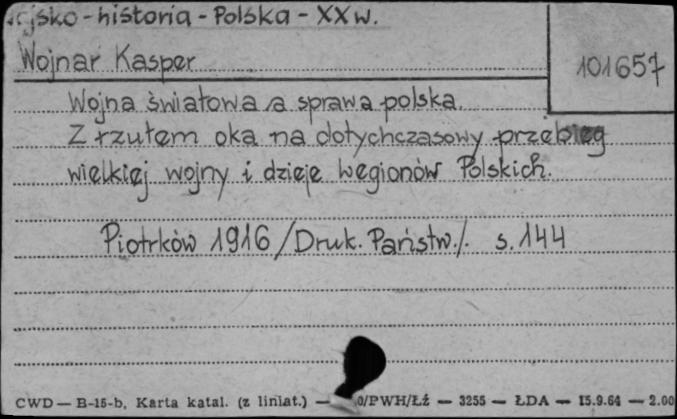 jsko - historia - Polska - XX w.
Wojnar Kasper
101657
Wojna światowa a sprawa polska.
Z rzutem oka na dotychczasowy przebieg
wielkiej wojny i dzieje Legionów Polskich.
Piotrków 1916 /Druk. Państw./. s. 144
CWD — B-15-b, Karta katal. (z liniat.) — 0/PWH/Łź — 3255 — ŁDA — 15.9.64 — 2.00